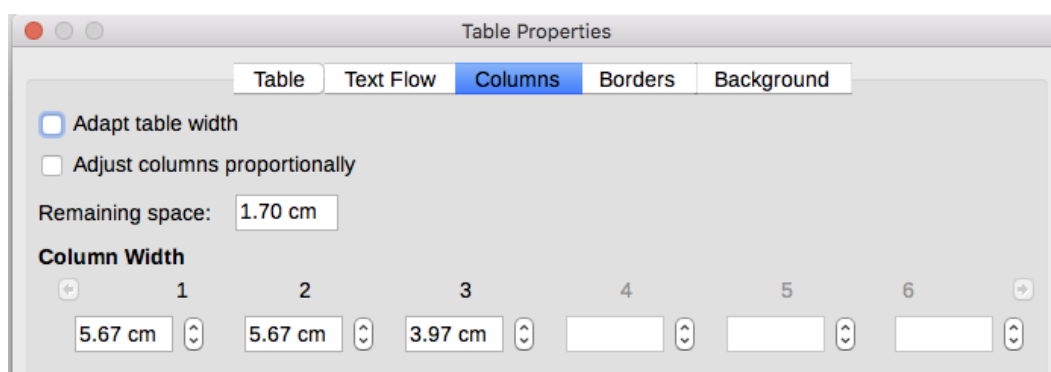 Table Properties
Table Text Flow Columns Borders Background
Adapt table width
Adjust columns proportionally
Remaining space: 1.70 cm
Column Width
1 2 3 4 5 6
5.67 cm 5.67 cm 3.97 cm